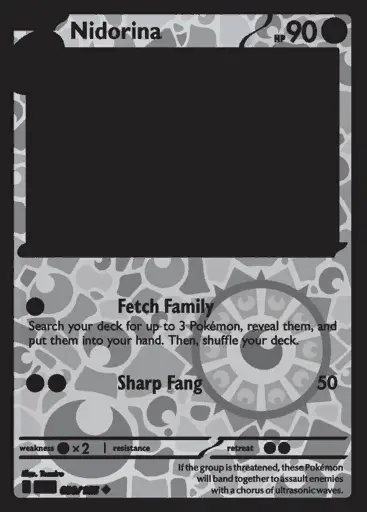 Nidorina
HP 90
Fetch Family
Search your deck for up to 3 Pokémon, reveal them, and
put them into your hand. Then, shuffle your deck.
Sharp Fang 50
weakness ×2 resistance retreat
If the group is threatened, these Pokémon
will band together to assault enemies
with a chorus of ultrasonic waves.